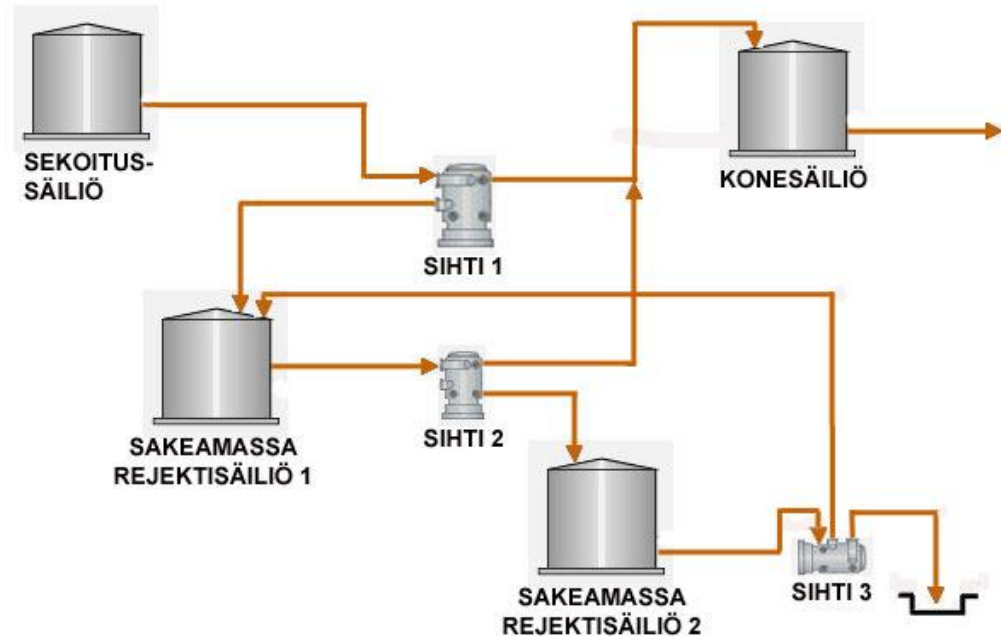 SEKOITUS-
SÄILIÖ
KONESÄILIÖ
SIHTI 1
SAKEAMASSA
REJEKTISÄILIÖ 1
SIHTI 2
SAKEAMASSA
REJEKTISÄILIÖ 2
SIHTI 3